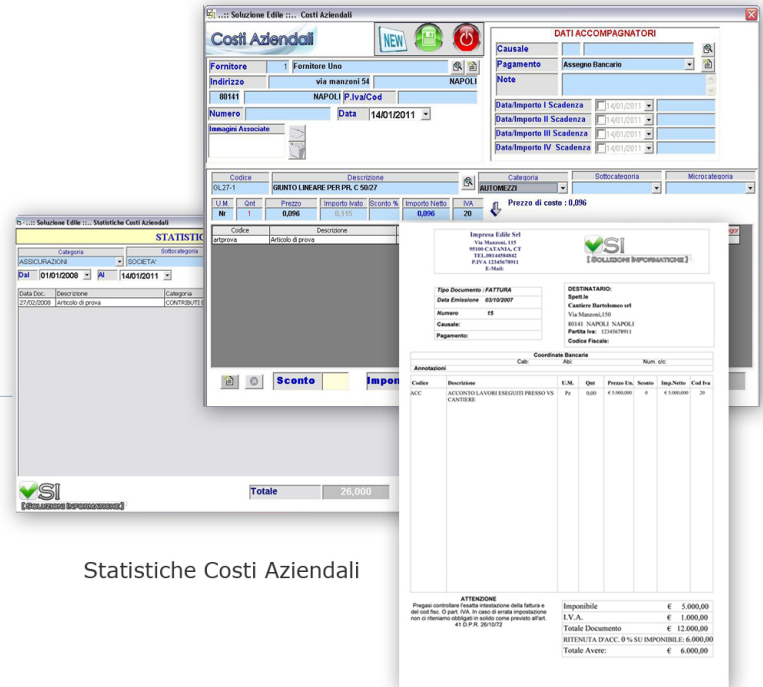 ..:: Soluzione Edile ::.. Costi Aziendali
Costi Aziendali
NEW
DATI ACCOMPAGNATORI
Causale
Pagamento Assegno Bancario
Note
Fornitore 1 Fornitore Uno
Indirizzo via manzoni 54 NAPOLI
80141 NAPOLI P.Iva/Cod
Numero Data 14/01/2011
Immagini Associate
Data/Importo I Scadenza 14/01/2011
Data/Importo II Scadenza 14/01/2011
Data/Importo III Scadenza 14/01/2011
Data/Importo IV Scadenza 14/01/2011
Codice Descrizione Categoria Sottocategoria Microcategoria
GL27-1 GIUNTO LINEARE PER PR. C 50/27 AUTOMEZZI
U.M. Qnt Prezzo Importo Ivato Sconto % Importo Netto IVA Prezzo di costo : 0,096
Nr 1 0,096 0,115 0,096 20
Codice Descrizione
artprova Articolo di prova
Sconto Impon
..:: Soluzione Edile ::.. Statistiche Costi Aziendali
STATISTIC
Categoria Sottocategoria
ASSICURAZIONI SOCIETA'
Dal 01/01/2008 Al 14/01/2011
Data Doc. Descrizione Categoria
27/02/2008 Articolo di prova CONTRIBUTI E
SI
[Soluzioni Informatiche]
Totale 26,000
Impresa Edile Srl
Via Manzoni, 115
95100 CATANIA, CT
TEL.08144584842
P.IVA 12345678911
E-Mail:
SI
[Soluzioni Informatiche]
Tipo Documento : FATTURA
Data Emissione 03/10/2007
Numero 15
Causale:
Pagamento:
DESTINATARIO:
Spett.le
Cantiere Bartolomeo srl
Via Manzoni,150
80141 NAPOLI NAPOLI
Partita Iva: 12345678911
Codice Fiscale:
Coordinate Bancarie
Cab: Abi: Num. c/c:
Annotazioni
Codice Descrizione U.M. Qnt Prezzo Un. Sconto Imp.Netto Cod Iva
ACC ACCONTO LAVORI ESEGUITI PRESSO VS CANTIERE Pz 0,00 € 5.000,000 0 € 5.000,000 20
ATTENZIONE
Pregasi controllare l'esatta intestazione della fattura e
del cod fisc. O part. IVA. In caso di errata impostazione
non ci riteniamo obbligati in solido come previsto all'art.
41 D.P.R. 26/10/72
Imponibile € 5.000,00
I.V.A. € 1.000,00
Totale Documento € 12.000,00
RITENUTA D'ACC. 0 % SU IMPONIBILE: 6.000,00
Totale Avere: € 6.000,00
Statistiche Costi Aziendali